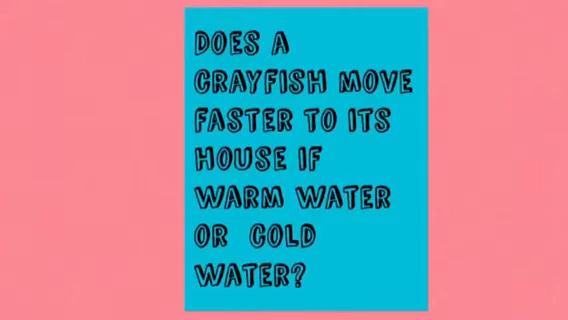 DOES A
CRAYFISH MOVE
FASTER TO ITS
HOUSE IF
WARM WATER
OR COLD
WATER?